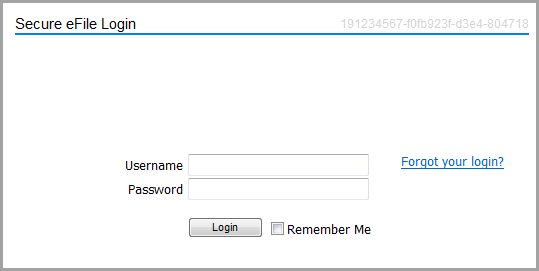 Secure eFile Login 191234567-f0fb923f-d3e4-804718
Username
Forgot your login?
Password
Login
Remember Me